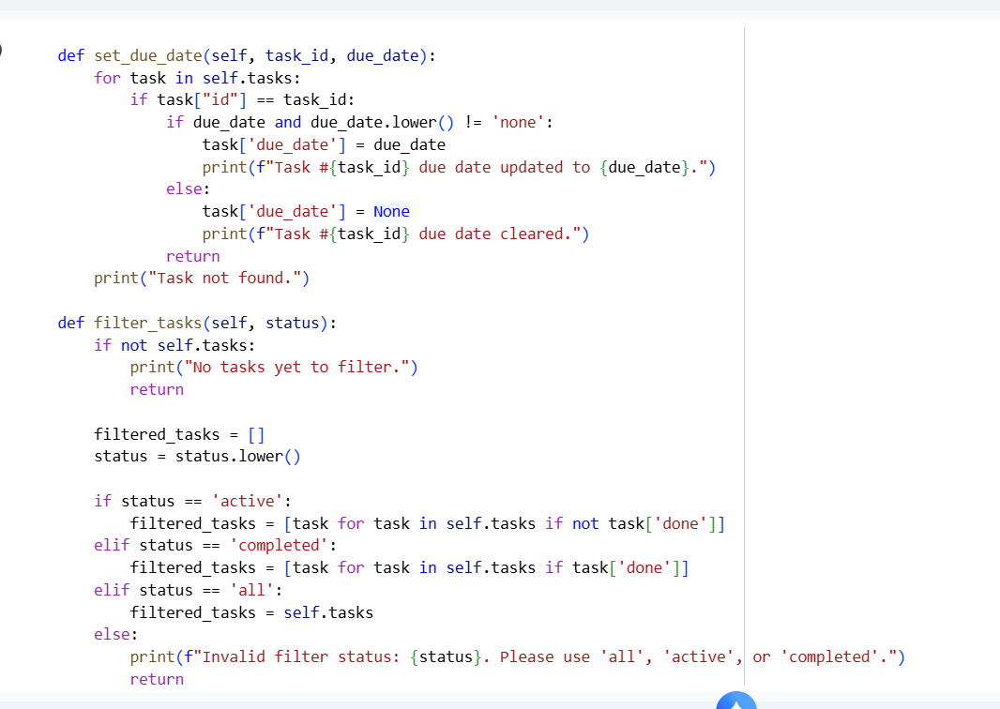 def set_due_date(self, task_id, due_date):
    for task in self.tasks:
        if task["id"] == task_id:
            if due_date and due_date.lower() != 'none':
                task['due_date'] = due_date
                print(f"Task #{task_id} due date updated to {due_date}.")
            else:
                task['due_date'] = None
                print(f"Task #{task_id} due date cleared.")
            return
    print("Task not found.")

def filter_tasks(self, status):
    if not self.tasks:
        print("No tasks yet to filter.")
        return

    filtered_tasks = []
    status = status.lower()

    if status == 'active':
        filtered_tasks = [task for task in self.tasks if not task['done']]
    elif status == 'completed':
        filtered_tasks = [task for task in self.tasks if task['done']]
    elif status == 'all':
        filtered_tasks = self.tasks
    else:
        print(f"Invalid filter status: {status}. Please use 'all', 'active', or 'completed'.")
        return